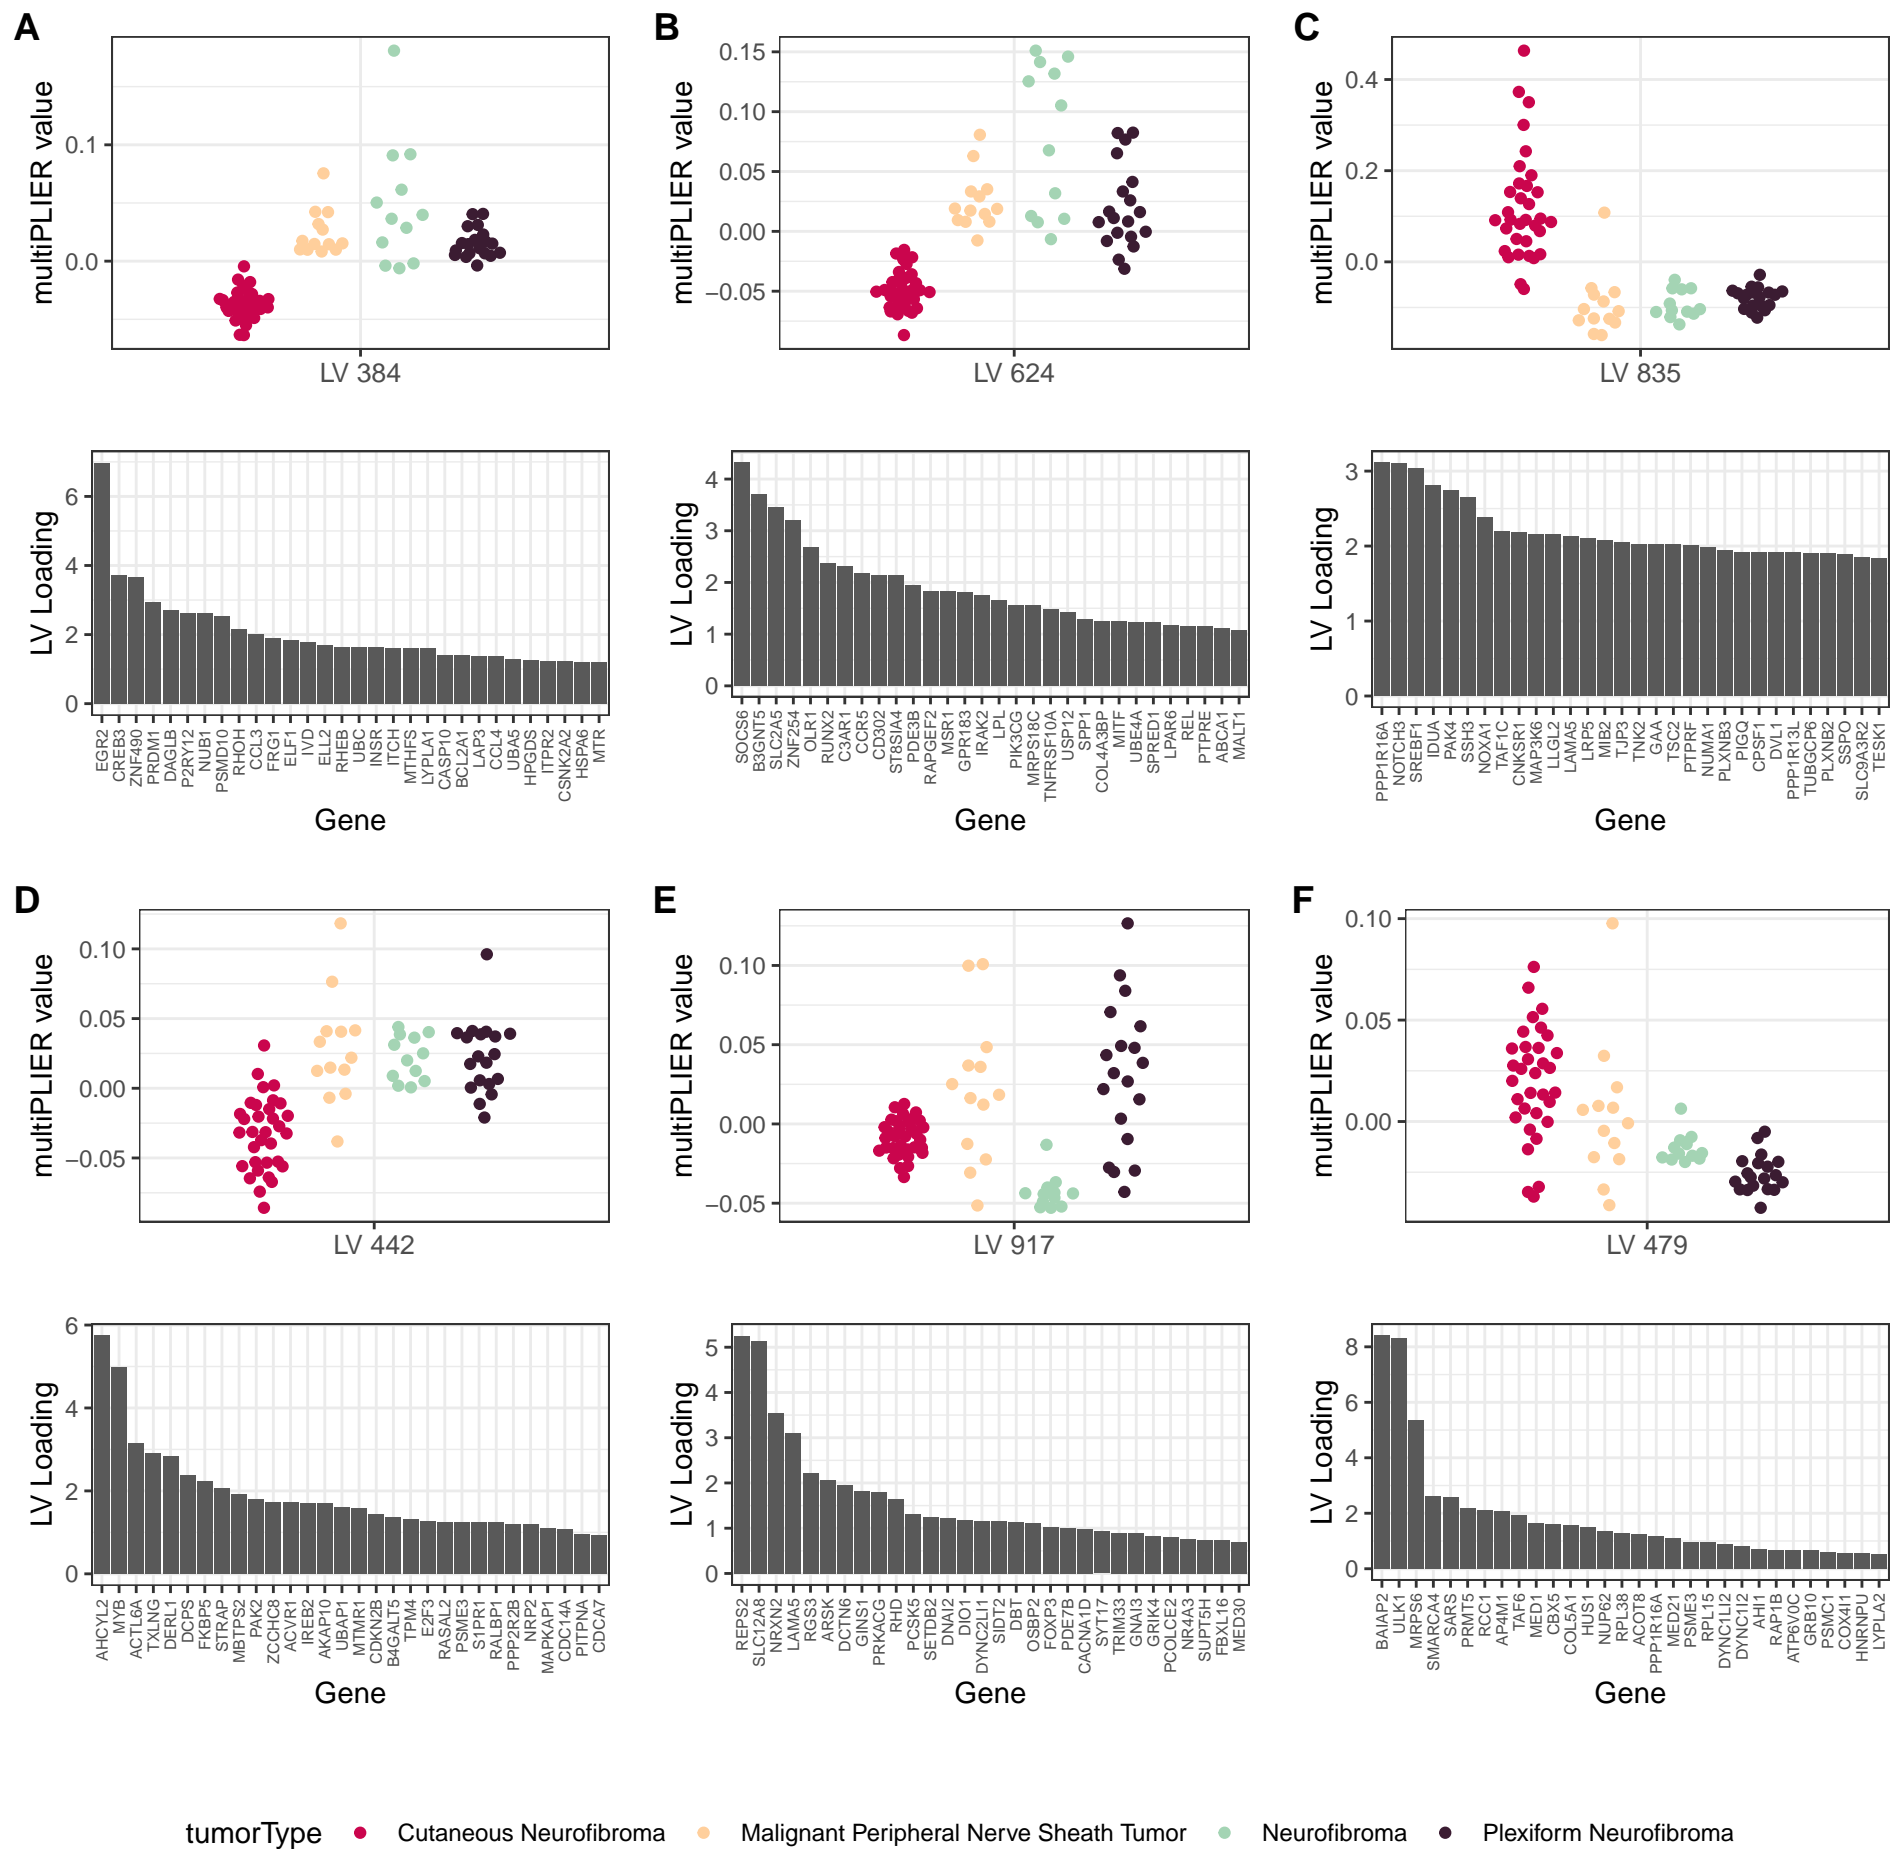 A
multiPLIER value
0.1
0.0
LV 384
LV Loading
6
4
2
0
EGR2
CREB3
ZNF490
PRDM1
DAGLB
P2RY12
NUB1
PSMD10
RHOH
CCL3
FRG1
ELF1
IVD
ELL2
RHEB
UBC
INSR
ITCH
MTHFS
LYPLA1
CASP10
BCL2A1
LAP3
CCL4
UBA5
HPGDS
ITPR2
CSNK2A2
HSPA6
MTR
Gene
B
multiPLIER value
0.15
0.10
0.05
0.00
−0.05
LV 624
LV Loading
4
3
2
1
0
SOCS6
B3GNT5
SLC2A5
ZNF254
OLR1
RUNX2
C3AR1
CCR5
CD302
ST8SIA4
PDE3B
RAPGEF2
MSR1
GPR183
IRAK2
LPL
PIK3CG
MRPS18C
TNFRSF10A
USP12
SPP1
COL4A3BP
MITF
UBE4A
SPRED1
LPAR6
REL
PTPRE
ABCA1
MALT1
Gene
C
multiPLIER value
0.4
0.2
0.0
LV 835
LV Loading
3
2
1
0
PPP1R16A
NOTCH3
SREBF1
IDUA
PAK4
SSH3
NOXA1
TAF1C
CNKSR1
MAP3K6
LLGL2
LAMA5
LRP5
MIB2
TJP3
TNK2
GAA
TSC2
PTPRF
NUMA1
PLXNB3
PIGQ
CPSF1
DVL1
PPP1R13L
TUBGCP6
PLXNB2
SSPO
SLC9A3R2
TESK1
Gene
D
multiPLIER value
0.10
0.05
0.00
−0.05
LV 442
LV Loading
6
4
2
0
AHCYL2
MYB
ACTL6A
TXLNG
DERL1
DCPS
FKBP5
STRAP
MBTPS2
PAK2
ZCCHC8
ACVR1
IREB2
AKAP10
UBAP1
MTMR1
CDKN2B
B4GALT5
TPM4
E2F3
RASAL2
PSME3
S1PR1
RALBP1
PPP2R2B
NRP2
MAPKAP1
CDC14A
PITPNA
CDCA7
Gene
E
multiPLIER value
0.10
0.05
0.00
−0.05
LV 917
LV Loading
5
4
3
2
1
0
REPS2
SLC12A8
NRXN2
LAMA5
RGS3
ARSK
DCTN6
GINS1
PRKACG
RHD
PCSK5
SETDB2
DNAI2
DIO1
DYNC2LI1
SIDT2
DBT
OSBP2
FOXP3
PDE7B
CACNA1D
SYT17
TRIM33
GNAI3
GRIK4
PCOLCE2
NR4A3
SUPT5H
FBXL16
MED30
Gene
F
multiPLIER value
0.10
0.05
0.00
LV 479
LV Loading
8
6
4
2
0
BAIAP2
ULK1
MRPS6
SMARCA4
SARS
PRMT5
RCC1
AP4M1
TAF6
MED1
CBX5
COL5A1
HUS1
NUP62
RPL38
ACOT8
PPP1R16A
MED21
PSME3
RPL15
DYNC1LI2
DYNC1I2
AHI1
RAP1B
ATP6V0C
GRB10
PSMC1
COX4I1
HNRNPU
LYPLA2
Gene
tumorType Cutaneous Neurofibroma Malignant Peripheral Nerve Sheath Tumor Neurofibroma Plexiform Neurofibroma